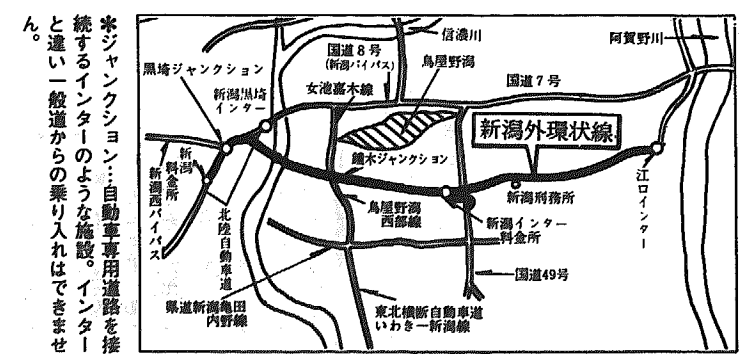 ＊ジャンクション…自動車専用道路を接
続するインターのような施設。インター
と違い一般道からの乗り入れはできませ
ん。
信濃川
阿賀野川
国道8号
(新潟バイパス)
鳥屋野潟
黒埼ジャンクション
女池嘉木線
国道7号
新潟黒埼
インター
新潟外環状線
鐘木ジャンクション
新潟
料金所
新潟西バイパス
北陸自動車道
鳥屋野潟
西部線
新潟刑務所
江口インター
新潟インター
料金所
国道49号
県道新潟亀田
内野線
東北横断自動車道
いわき一新潟線